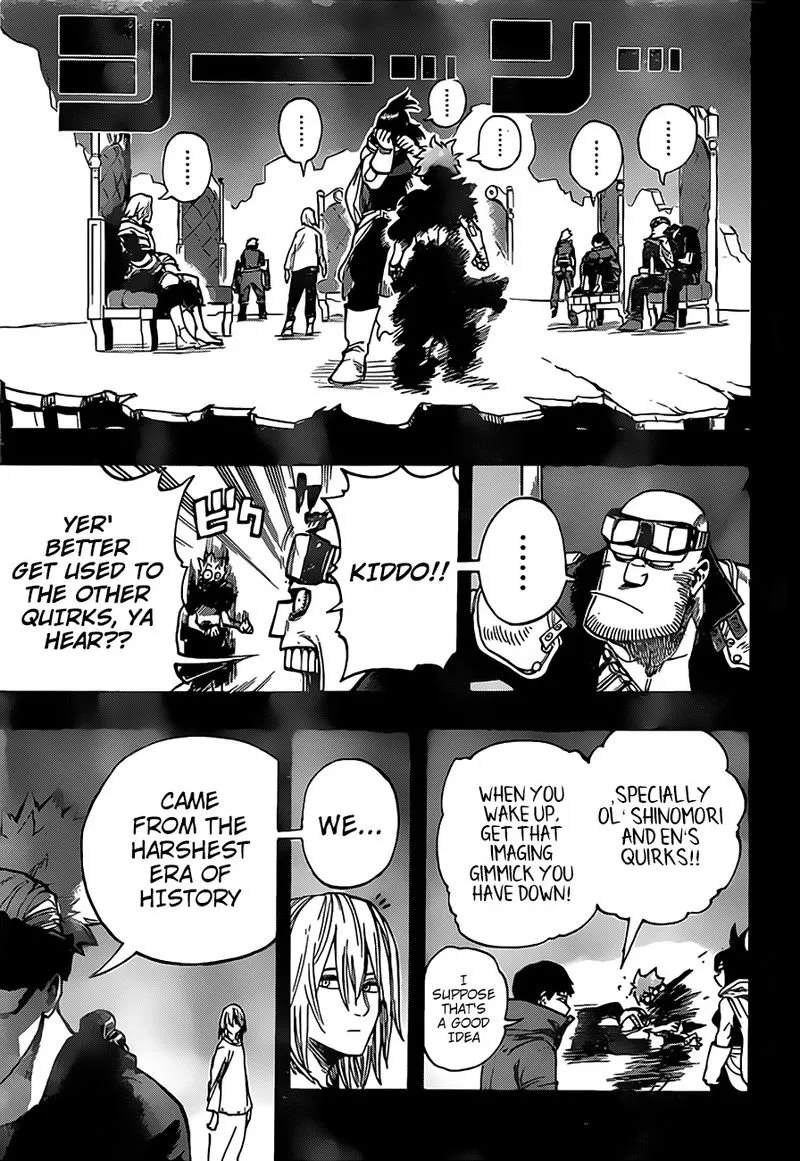 シーッン…
……
……
……
……
……
……
……
KIDDO!!
ビクッ
YER'
BETTER
GET USED TO
THE OTHER
QUIRKS, YA
HEAR??
,SPECIALLY
OL' SHINOMORI
AND EN'S
QUIRKS!!
WHEN YOU
WAKE UP,
GET THAT
IMAGING
GIMMICK YOU
HAVE DOWN!
I
SUPPOSE
THAT'S
A GOOD
IDEA
WE...
CAME
FROM THE
HARSHEST
ERA OF
HISTORY